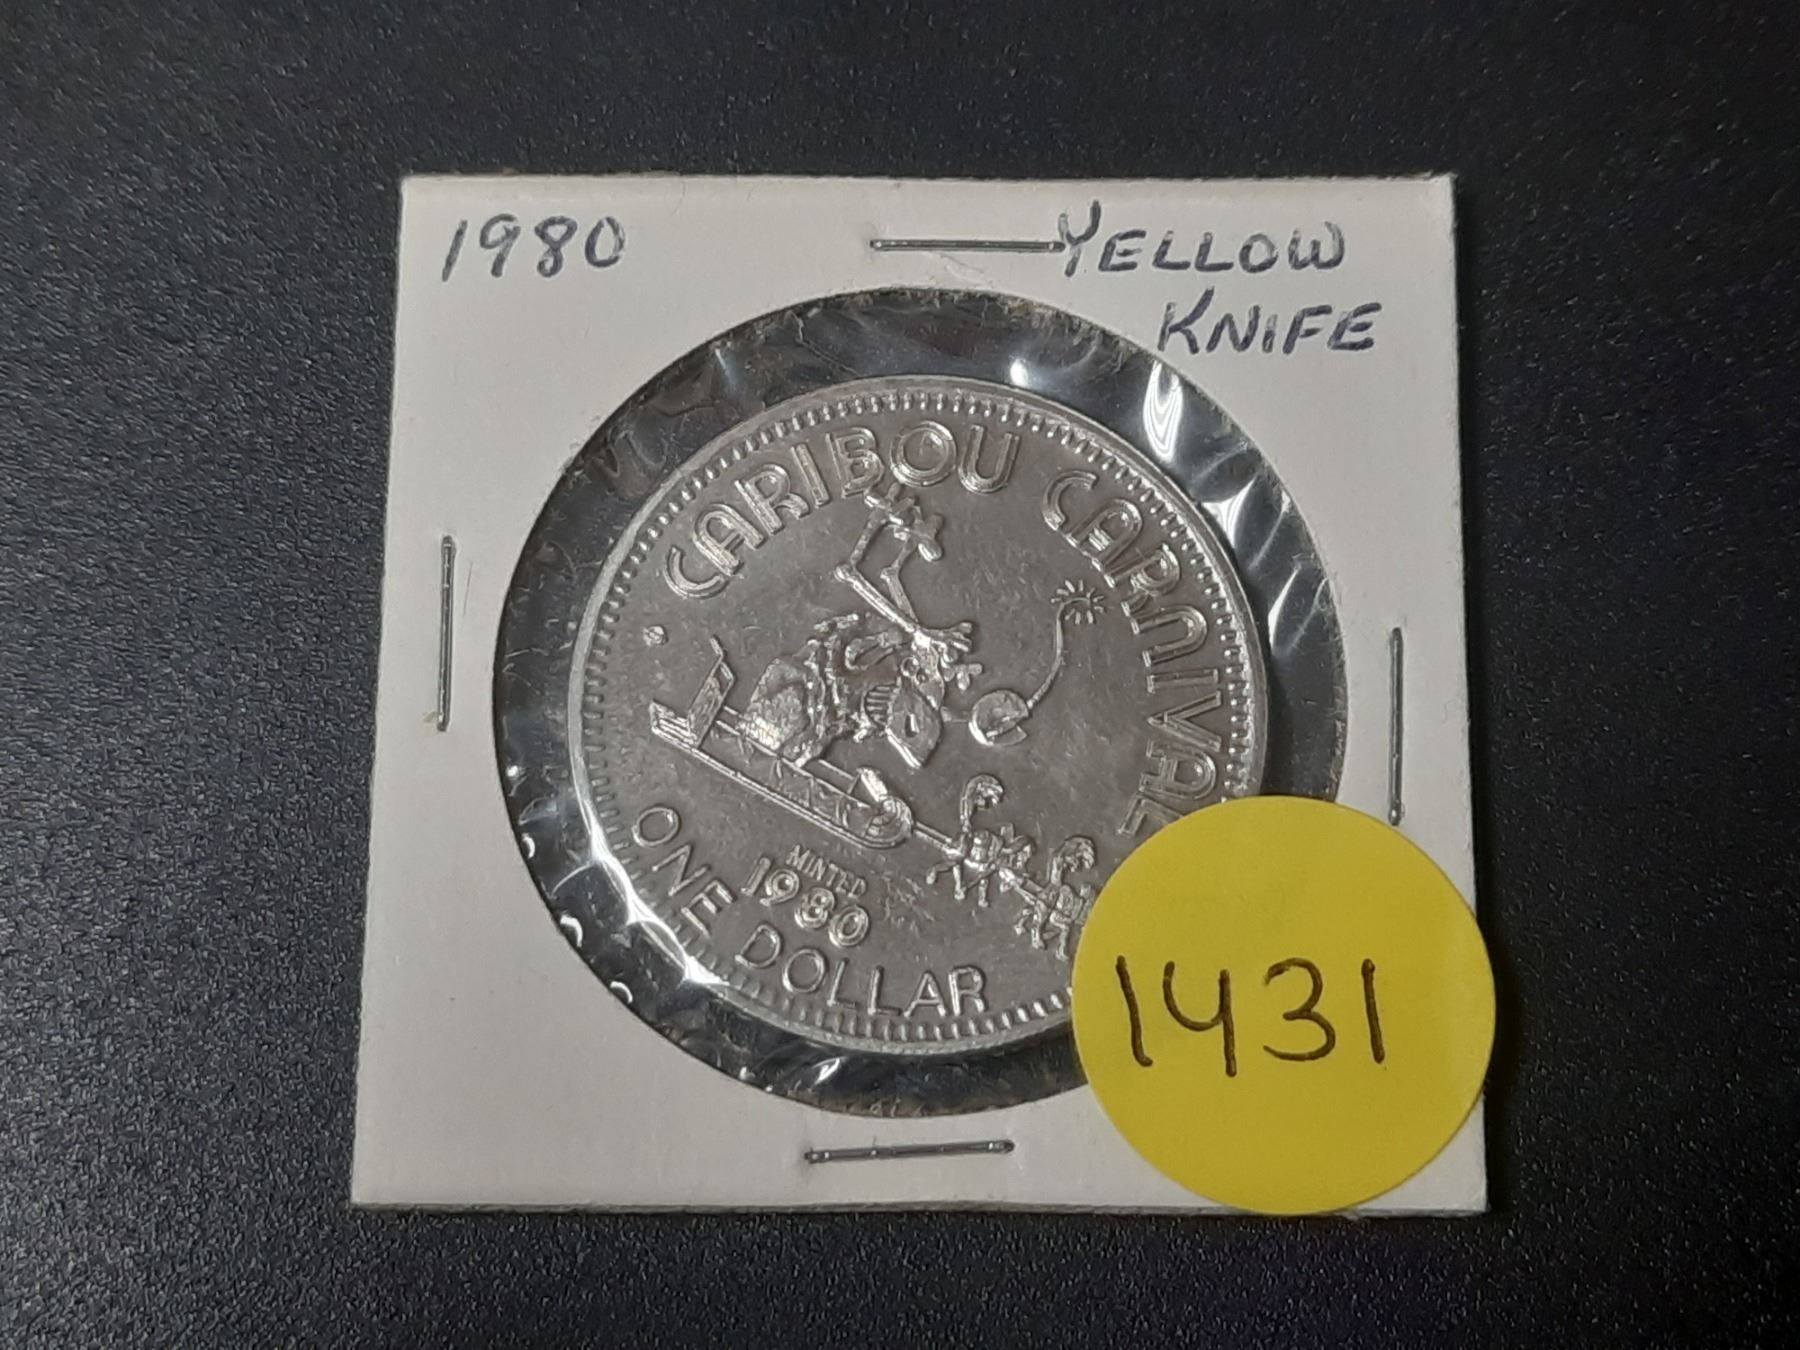 1980
YELLOW
KNIFE
CARIBOU CARNIVAL
MINTED
1980
ONE DOLLAR
1431